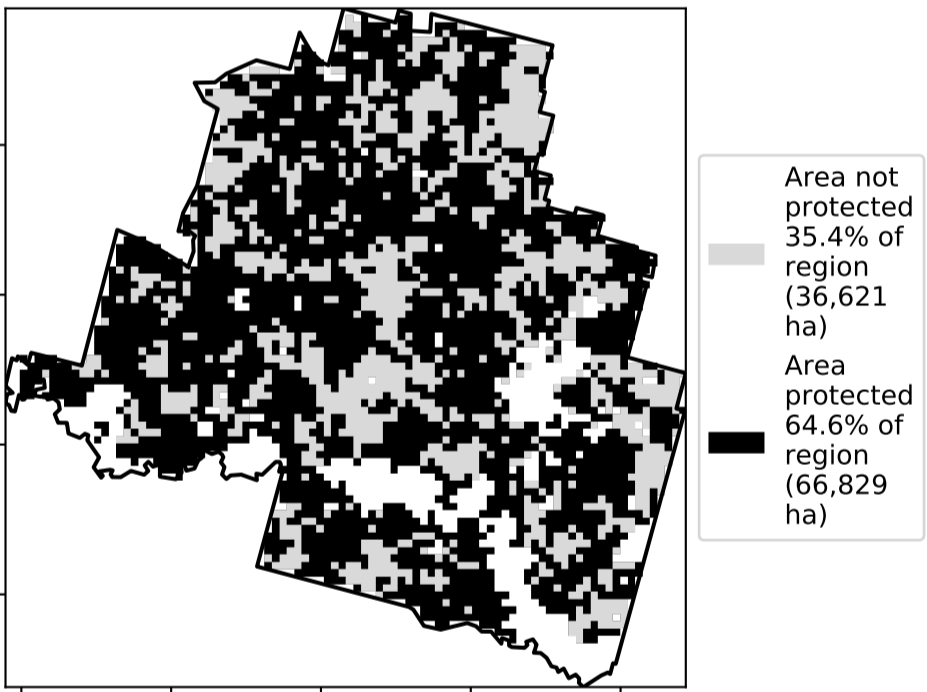 Area not
protected
35.4% of
region
(36,621
ha)
Area
protected
64.6% of
region
(66,829
ha)